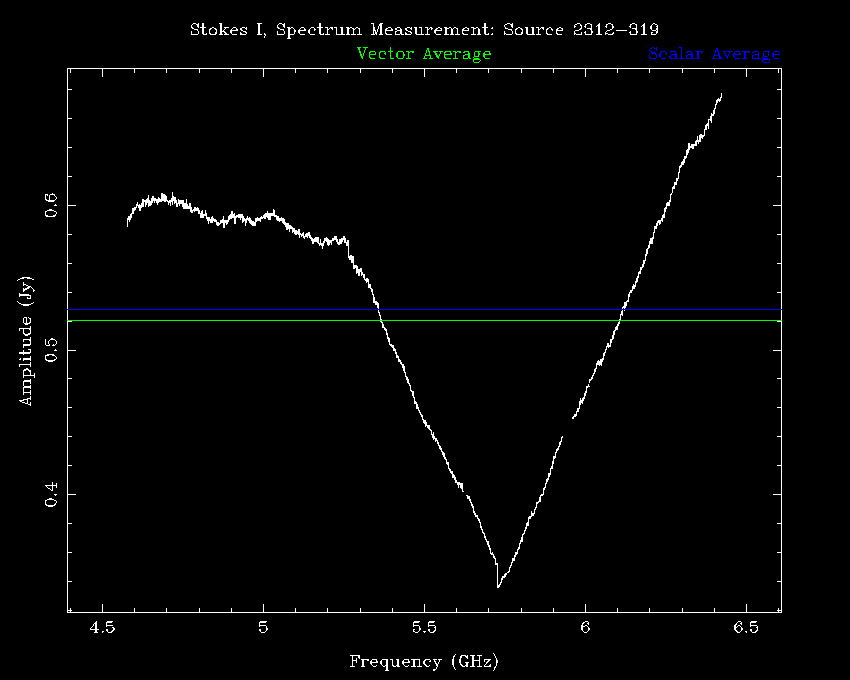 Stokes I, Spectrum Measurement: Source 2312−319
Vector Average Scalar Average
0.6
0.5
0.4
Amplitude (Jy)
4.5 5 5.5 6 6.5
Frequency (GHz)